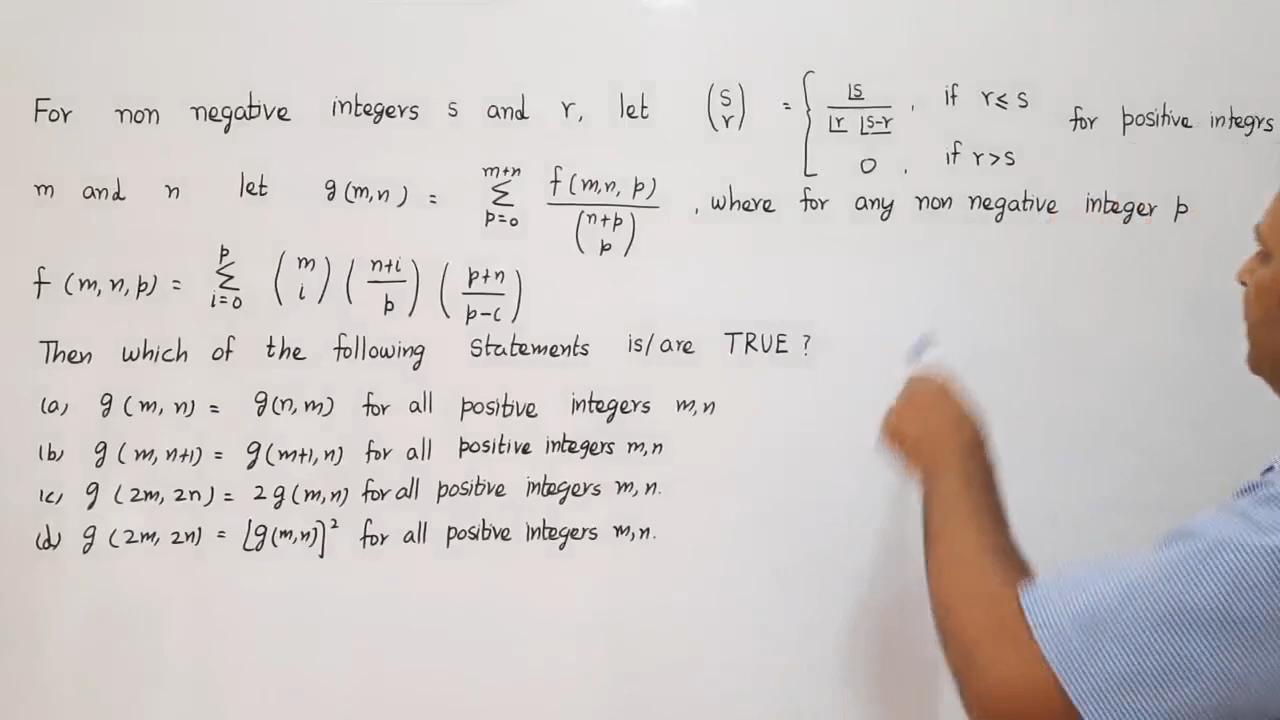 For non negative integers s and r, let (s r) = { ⌊s / ⌊r ⌊s-r , if r ≤ s
0 , if r > s
for positive integrs
m and n let g(m,n) = Σ_{p=0}^{m+n} f(m,n, p) / (n+p p) , where for any non negative integer p
f (m, n, p) = Σ_{i=0}^{p} (m i) (n+i / p) (p+n / p-c)
Then which of the following statements is/are TRUE ?
(a) g(m, n) = g(n, m) for all positive integers m,n
(b) g(m, n+1) = g(m+1, n) for all positive integers m,n
(c) g(2m, 2n) = 2 g(m, n) for all positive integers m, n.
(d) g(2m, 2n) = [g(m,n)]² for all positive integers m,n.